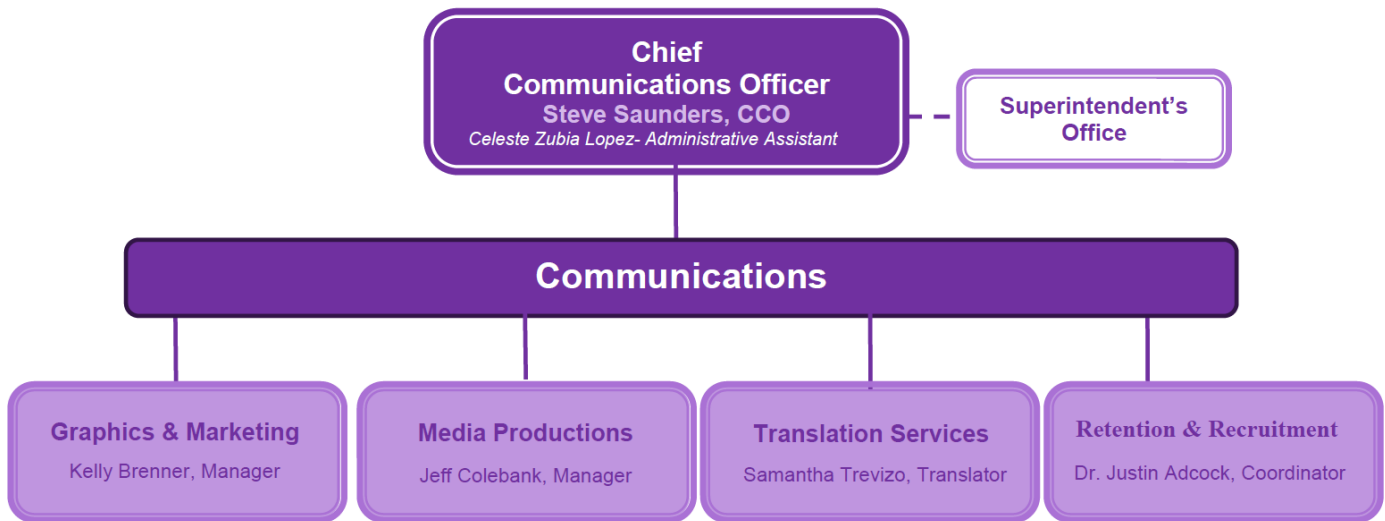 Chief
Communications Officer
Steve Saunders, CCO
Celeste Zubia Lopez- Administrative Assistant
Superintendent's
Office
Communications
Graphics & Marketing
Kelly Brenner, Manager
Media Productions
Jeff Colebank, Manager
Translation Services
Samantha Trevizo, Translator
Retention & Recruitment
Dr. Justin Adcock, Coordinator